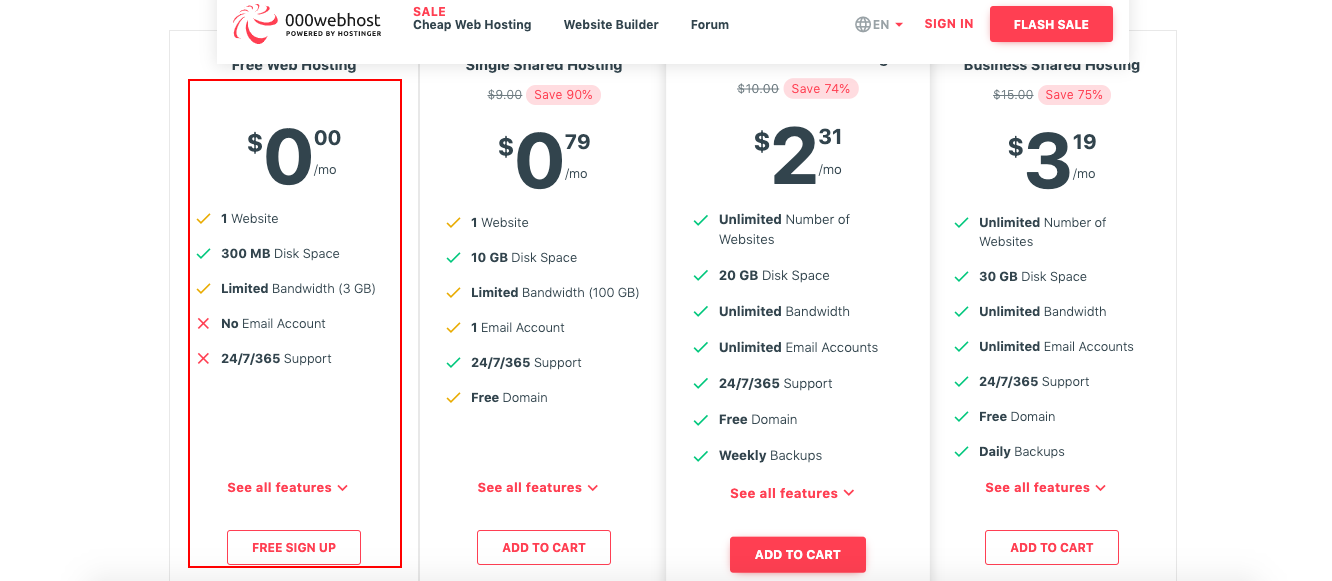 000webhost
POWERED BY HOSTINGER
SALE
Cheap Web Hosting
Website Builder
Forum
EN
SIGN IN
FLASH SALE
Free Web Hosting
$0.00
/mo
1 Website
300 MB Disk Space
Limited Bandwidth (3 GB)
No Email Account
24/7/365 Support
See all features
FREE SIGN UP
Single Shared Hosting
$9.00 Save 90%
$0.79
/mo
1 Website
10 GB Disk Space
Limited Bandwidth (100 GB)
1 Email Account
24/7/365 Support
Free Domain
See all features
ADD TO CART
$10.00 Save 74%
$2.31
/mo
Unlimited Number of
Websites
20 GB Disk Space
Unlimited Bandwidth
Unlimited Email Accounts
24/7/365 Support
Free Domain
Weekly Backups
See all features
ADD TO CART
Business Shared Hosting
$15.00 Save 75%
$3.19
/mo
Unlimited Number of
Websites
30 GB Disk Space
Unlimited Bandwidth
Unlimited Email Accounts
24/7/365 Support
Free Domain
Daily Backups
See all features
ADD TO CART